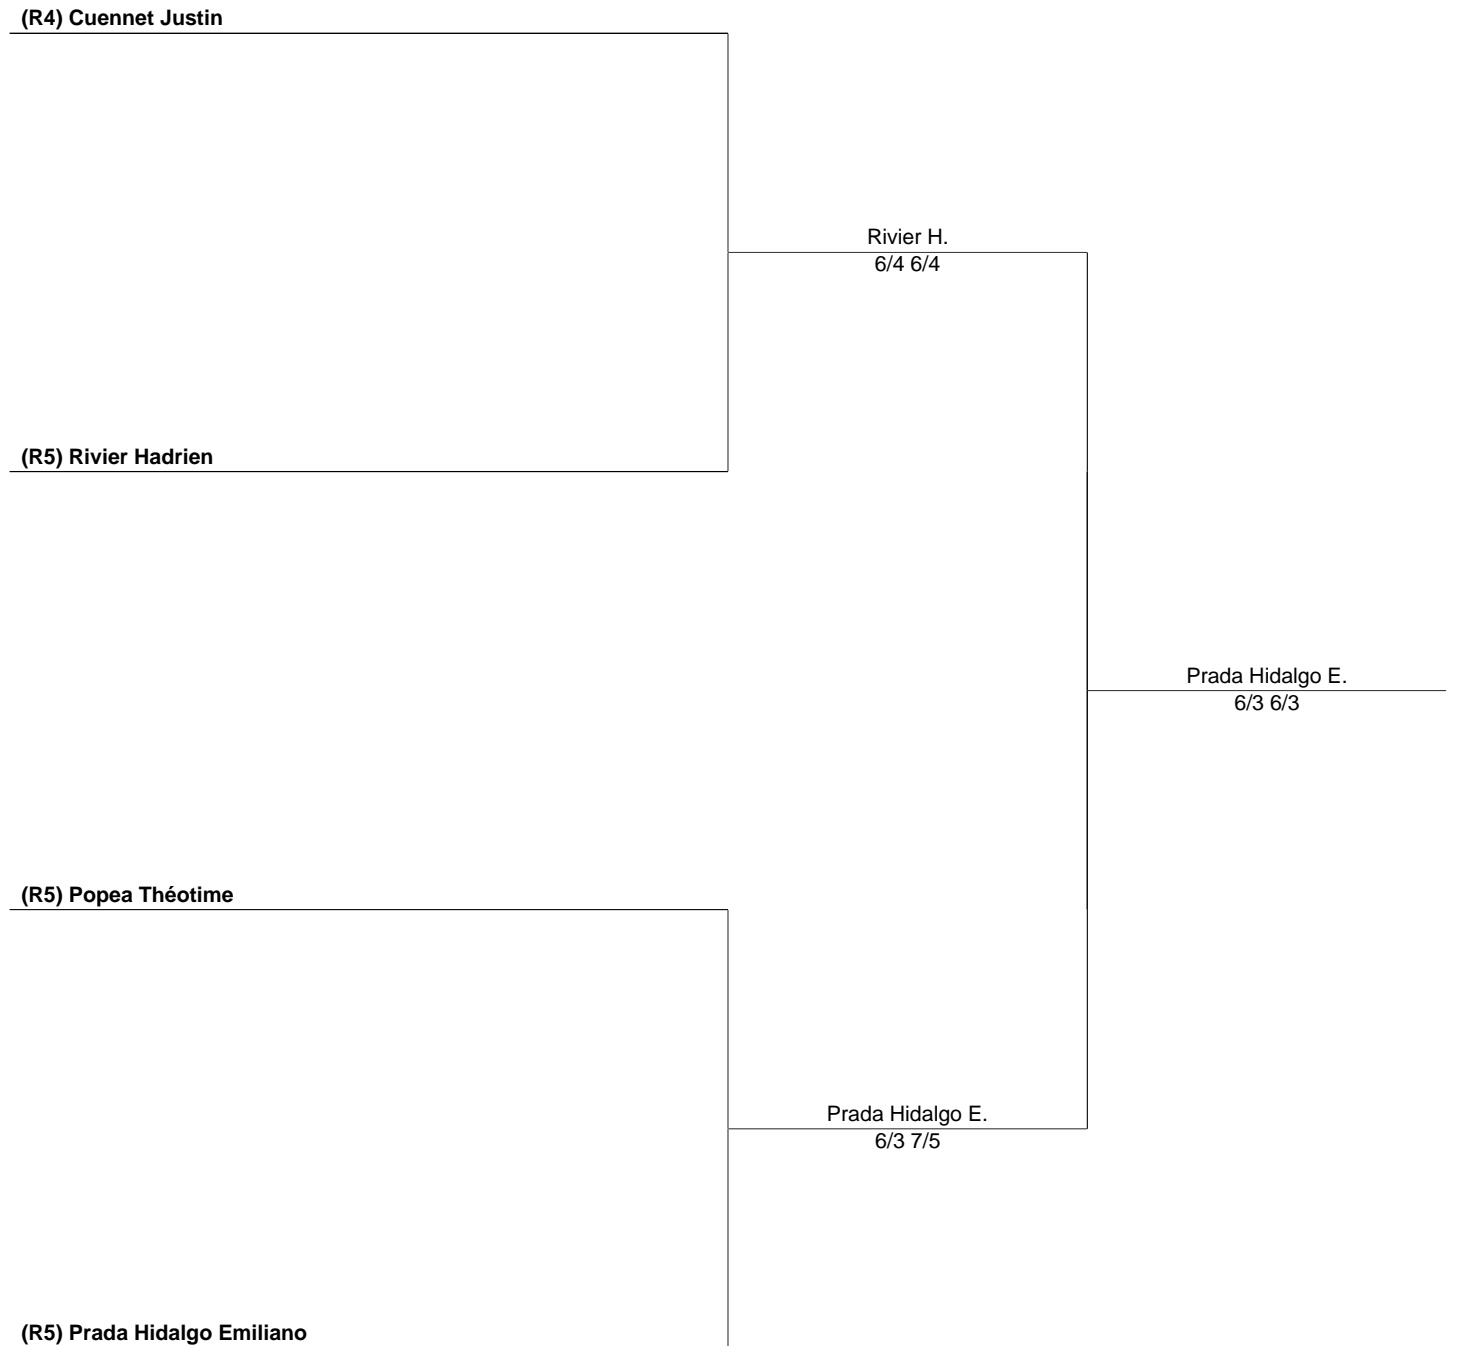 (R4) Cuennet Justin
Rivier H.
6/4 6/4
(R5) Rivier Hadrien
Prada Hidalgo E.
6/3 6/3
(R5) Popea Théotime
Prada Hidalgo E.
6/3 7/5
(R5) Prada Hidalgo Emiliano